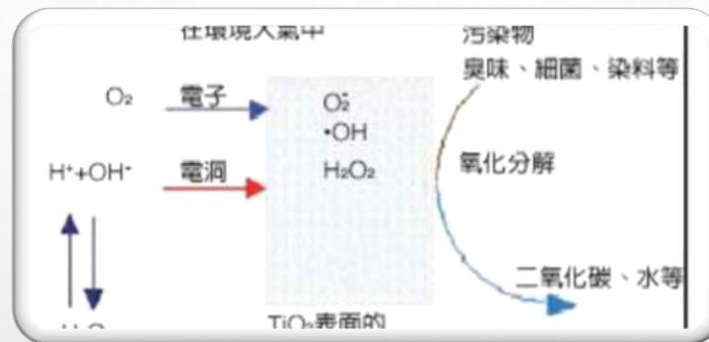 在環境大氣中
污染物
臭味、細菌、染料等
O₂ 電子
O₂⁻
•OH
H⁺+OH⁻ 電洞
H₂O₂
氧化分解
二氧化碳、水等
H₂O
TiO₂表面的